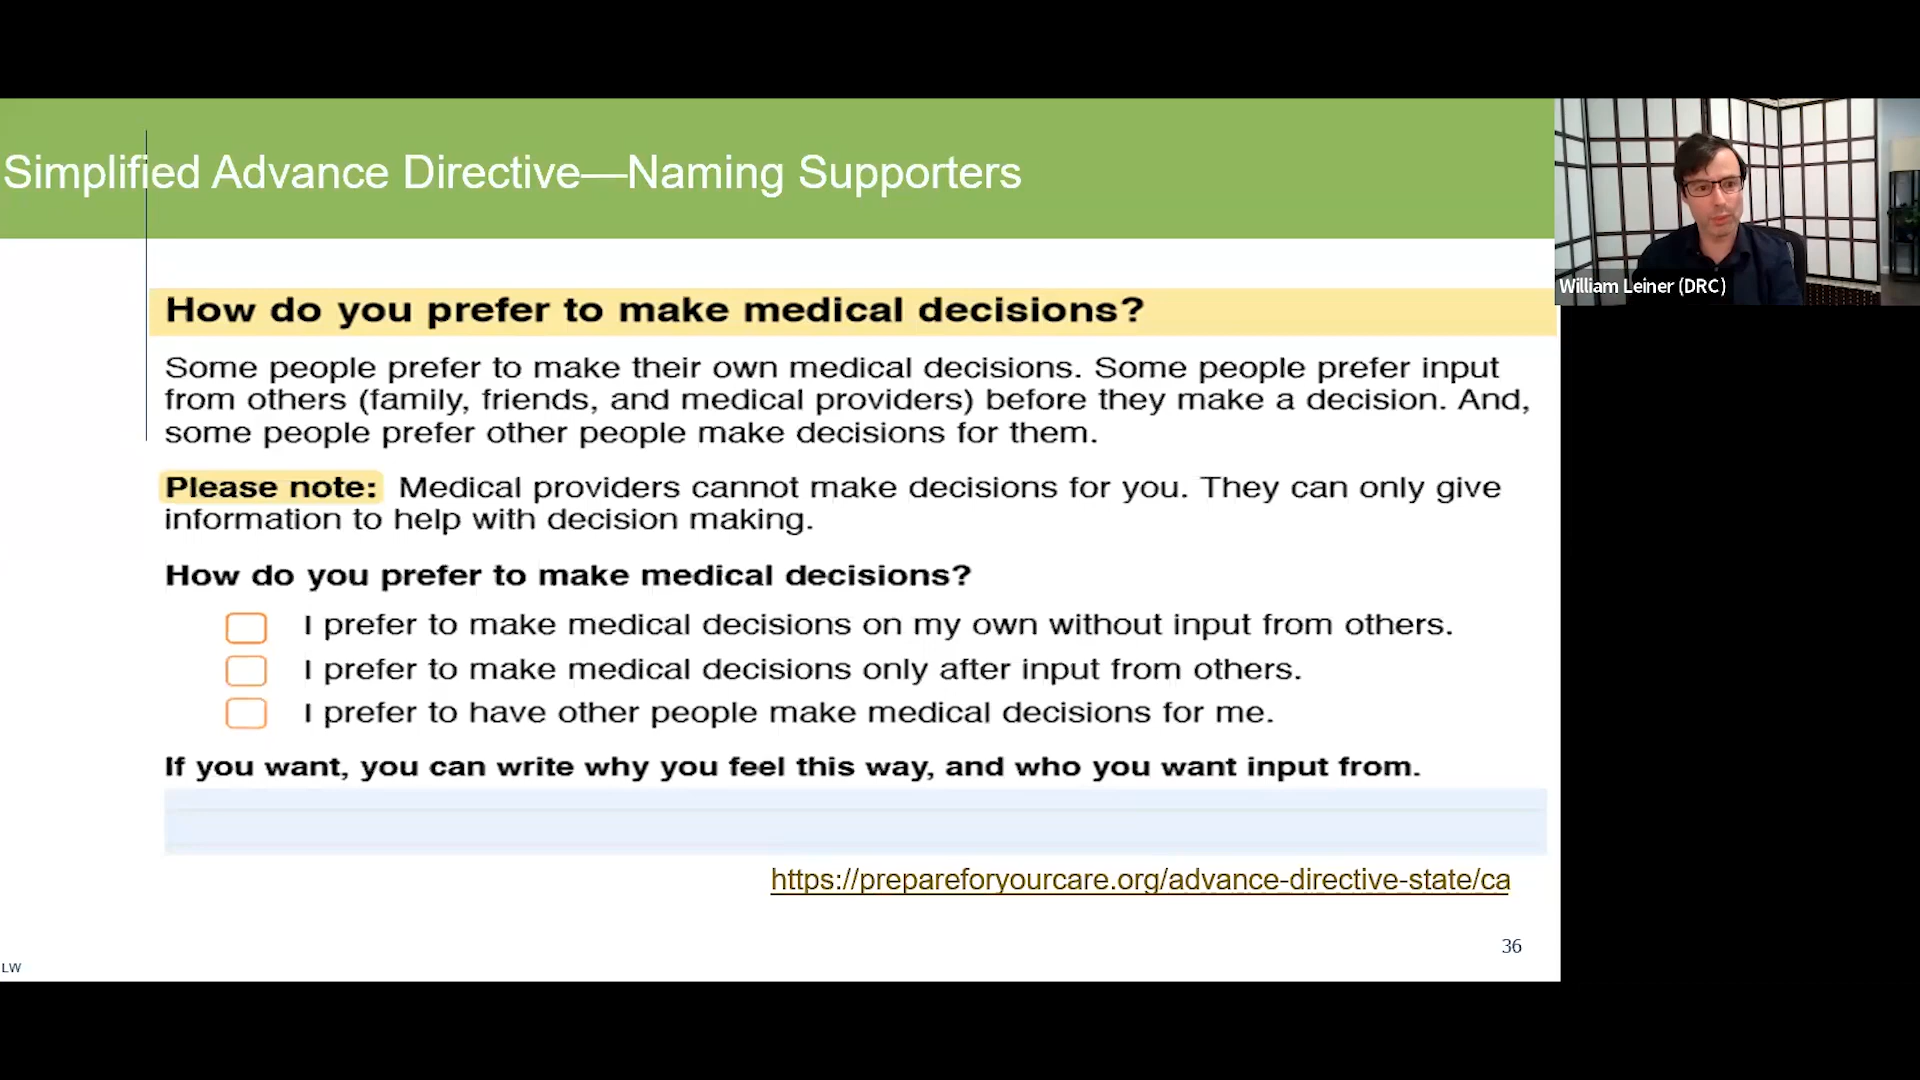 Simplified Advance Directive—Naming Supporters
William Leiner (DRC)
How do you prefer to make medical decisions?
Some people prefer to make their own medical decisions. Some people prefer input
from others (family, friends, and medical providers) before they make a decision. And,
some people prefer other people make decisions for them.
Please note: Medical providers cannot make decisions for you. They can only give
information to help with decision making.
How do you prefer to make medical decisions?
I prefer to make medical decisions on my own without input from others.
I prefer to make medical decisions only after input from others.
I prefer to have other people make medical decisions for me.
If you want, you can write why you feel this way, and who you want input from.
https://prepareforyourcare.org/advance-directive-state/ca
36
LW